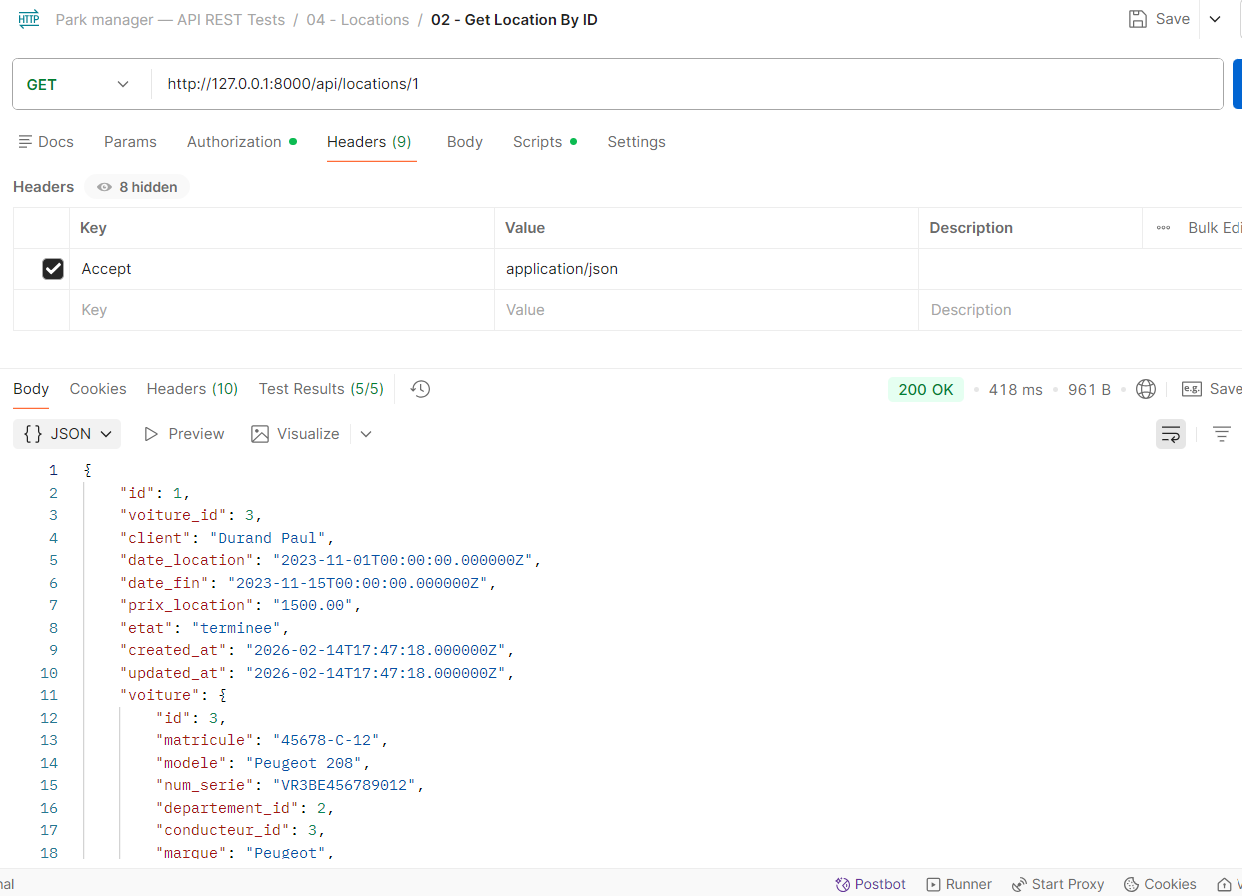 HTTP Park manager — API REST Tests / 04 - Locations / 02 - Get Location By ID Save
GET http://127.0.0.1:8000/api/locations/1
Docs Params Authorization Headers (9) Body Scripts Settings
Headers 8 hidden
Key Value Description Bulk Edi
Accept application/json
Key Value Description
Body Cookies Headers (10) Test Results (5/5) 200 OK 418 ms 961 B e.g. Save
{} JSON Preview Visualize
1 {
2 "id": 1,
3 "voiture_id": 3,
4 "client": "Durand Paul",
5 "date_location": "2023-11-01T00:00:00.000000Z",
6 "date_fin": "2023-11-15T00:00:00.000000Z",
7 "prix_location": "1500.00",
8 "etat": "terminee",
9 "created_at": "2026-02-14T17:47:18.000000Z",
10 "updated_at": "2026-02-14T17:47:18.000000Z",
11 "voiture": {
12 "id": 3,
13 "matricule": "45678-C-12",
14 "modele": "Peugeot 208",
15 "num_serie": "VR3BE456789012",
16 "departement_id": 2,
17 "conducteur_id": 3,
18 "marque": "Peugeot",
nal Postbot Runner Start Proxy Cookies